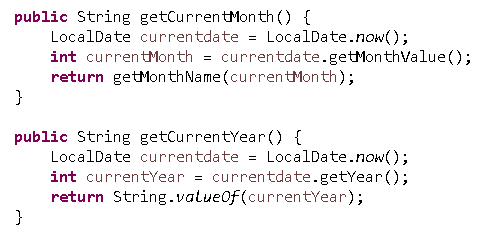 public String getCurrentMonth() {
    LocalDate currentdate = LocalDate.now();
    int currentMonth = currentdate.getMonthValue();
    return getMonthName(currentMonth);
}
public String getCurrentYear() {
    LocalDate currentdate = LocalDate.now();
    int currentYear = currentdate.getYear();
    return String.valueOf(currentYear);
}